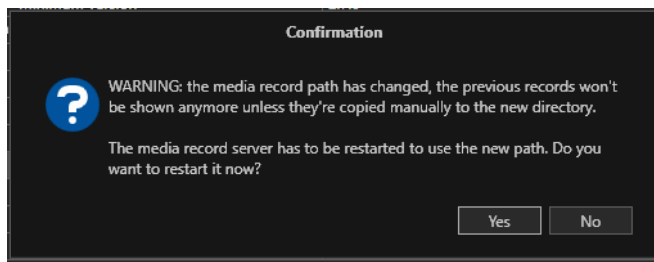 Confirmation
WARNING: the media record path has changed, the previous records won't
be shown anymore unless they're copied manually to the new directory.
The media record server has to be restarted to use the new path. Do you
want to restart it now?
Yes
No